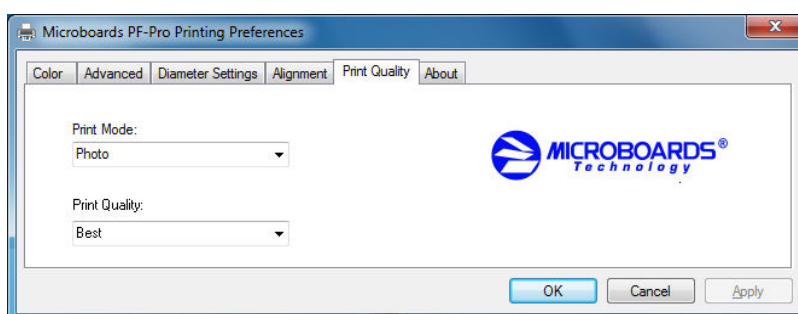 Microboards PF-Pro Printing Preferences
Color Advanced Diameter Settings Alignment Print Quality About
Print Mode:
Photo
MICROBOARDS®
Technology
Print Quality:
Best
OK Cancel Apply